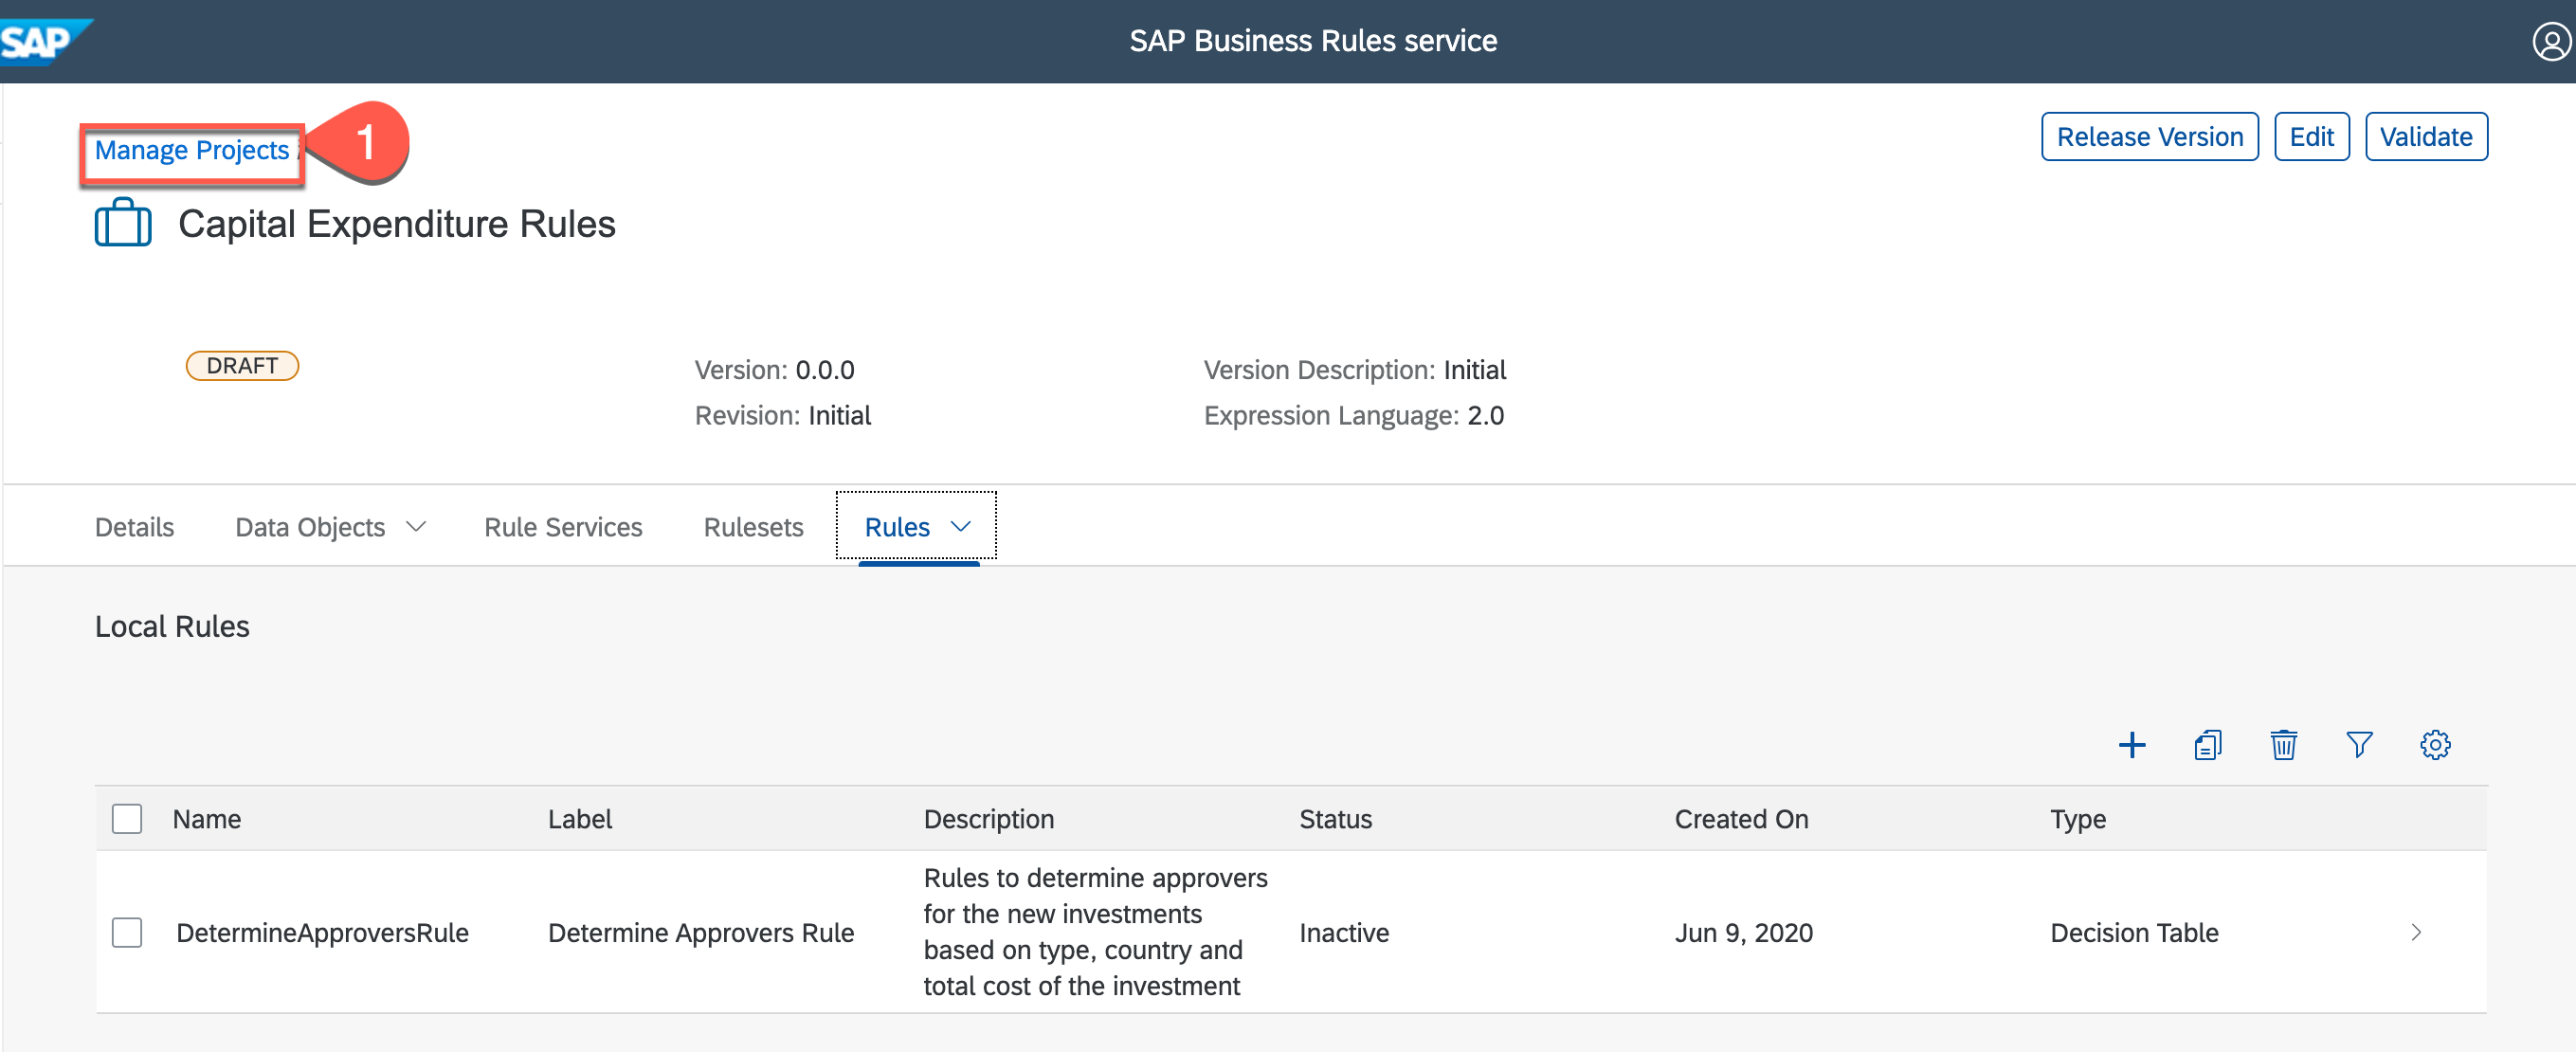 SAP
SAP Business Rules service
Manage Projects /
1
Release Version
Edit
Validate
Capital Expenditure Rules
DRAFT
Version: 0.0.0
Version Description: Initial
Revision: Initial
Expression Language: 2.0
Details
Data Objects
Rule Services
Rulesets
Rules
Local Rules
Name
Label
Description
Status
Created On
Type
DetermineApproversRule
Determine Approvers Rule
Rules to determine approvers
for the new investments
based on type, country and
total cost of the investment
Inactive
Jun 9, 2020
Decision Table